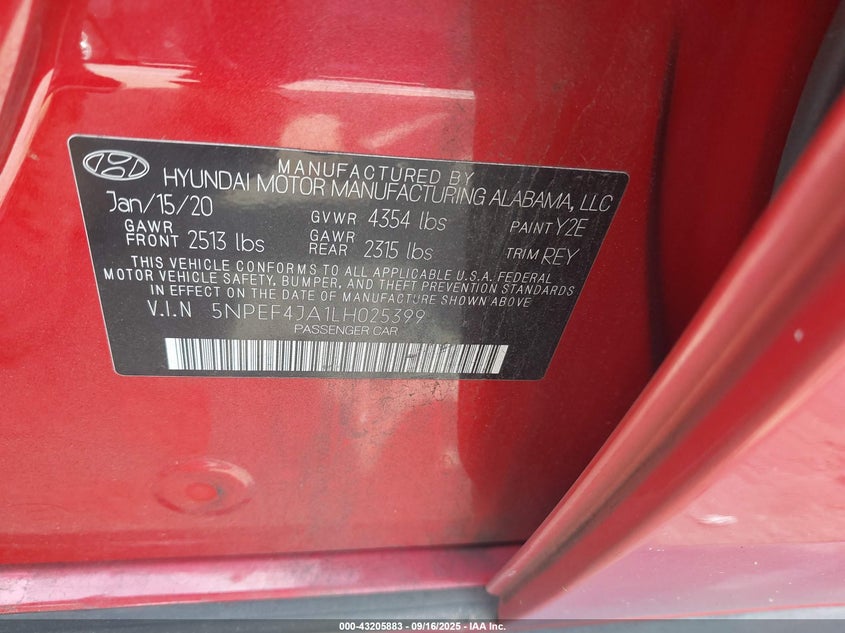 MANUFACTURED BY
HYUNDAI MOTOR MANUFACTURING ALABAMA, LLC
Jan/15/20 GVWR 4354 lbs PAINT Y2E
GAWR FRONT 2513 lbs GAWR REAR 2315 lbs TRIM REY
THIS VEHICLE CONFORMS TO ALL APPLICABLE U.S.A. FEDERAL
MOTOR VEHICLE SAFETY, BUMPER, AND THEFT PREVENTION STANDARDS
IN EFFECT ON THE DATE OF MANUFACTURE SHOWN ABOVE
V.I.N 5NPEF4JA1LH025399
PASSENGER CAR
000-43205883 - 09/16/2025 - IAA Inc.